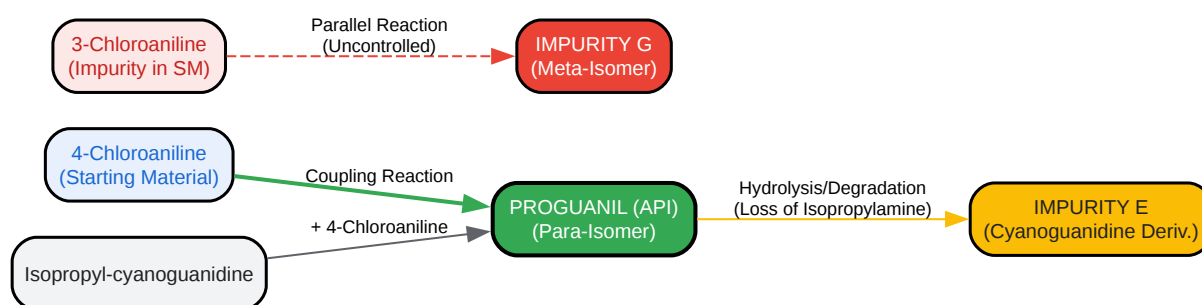 3-Chloroaniline
(Impurity in SM)
Parallel Reaction
(Uncontrolled)
IMPURITY G
(Meta-Isomer)
4-Chloroaniline
(Starting Material)
Coupling Reaction
+ 4-Chloroaniline
Isopropyl-cyanoguanidine
PROGUANIL (API)
(Para-Isomer)
Hydrolysis/Degradation
(Loss of Isopropylamine)
IMPURITY E
(Cyanoguanidine Deriv.)